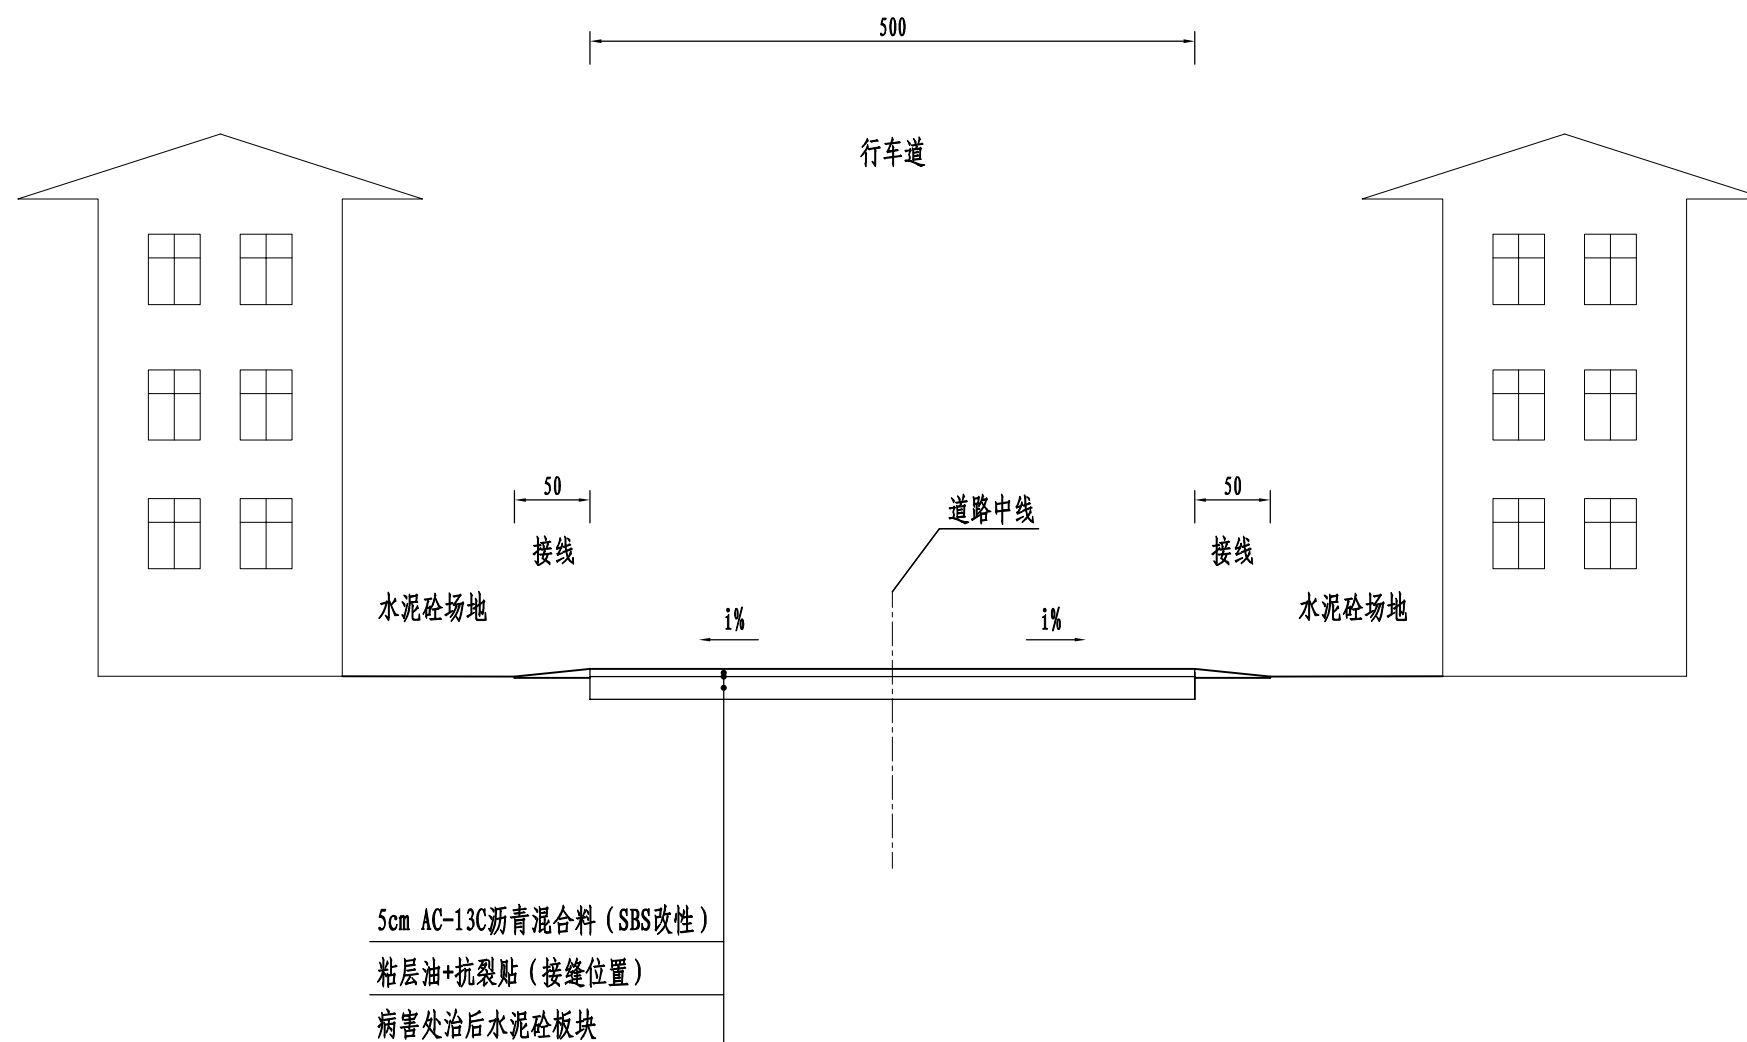 500
行车道
50
50
道路中线
接线
接线
水泥砼场地
水泥砼场地
i%
i%
5cm AC-13C沥青混合料（SBS改性）
粘层油+抗裂贴（接缝位置）
病害处治后水泥砼板块